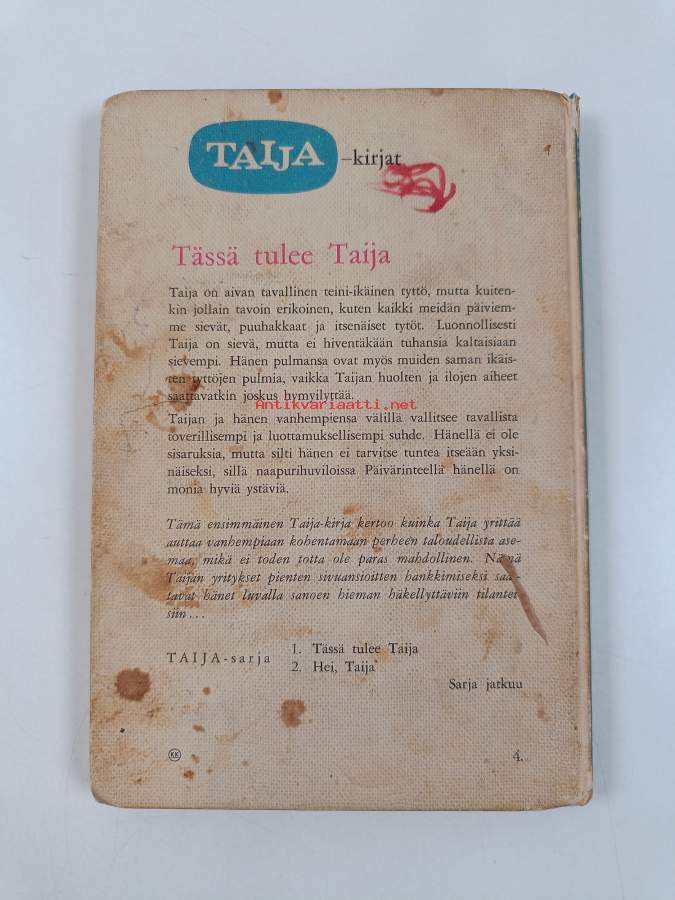 TAIJA –kirjat
Tässä tulee Taija
Taija on aivan tavallinen teini-ikäinen tyttö, mutta kuiten-
kin jollain tavoin erikoinen, kuten kaikki meidän päiviem-
me sievät, puuhakkaat ja itsenäiset tytöt. Luonnollisesti
Taija on sievä, mutta ei hiventäkään tuhansia kaltaisiaan
sievempi. Hänen pulmansa ovat myös muiden saman ikäis-
ten tyttöjen pulmia, vaikka Taijan huolten ja ilojen aiheet
saattavatkin joskus hymyilyttää.
Antikvariaatti.net
Taijan ja hänen vanhempiensa välillä vallitsee tavallista
toverillisempi ja luottamuksellisempi suhde. Hänellä ei ole
sisaruksia, mutta silti hänen ei tarvitse tuntea itseään yksi-
näiseksi, sillä naapurihuviloissa Päivärinteellä hänellä on
monia hyviä ystäviä.
Tämä ensimmäinen Taija-kirja kertoo kuinka Taija yrittää
auttaa vanhempiaan kohentamaan perheen taloudellista ase-
maa, mikä ei toden totta ole paras mahdollinen. Nämä
Taijan yritykset pienten sivuansioitten hankkimiseksi saat-
tavat hänet luvalla sanoen hieman häkellyttäviin tilantei-
siin...
TAIJA-sarja
1. Tässä tulee Taija
2. Hei, Taija
Sarja jatkuu
KK
4.